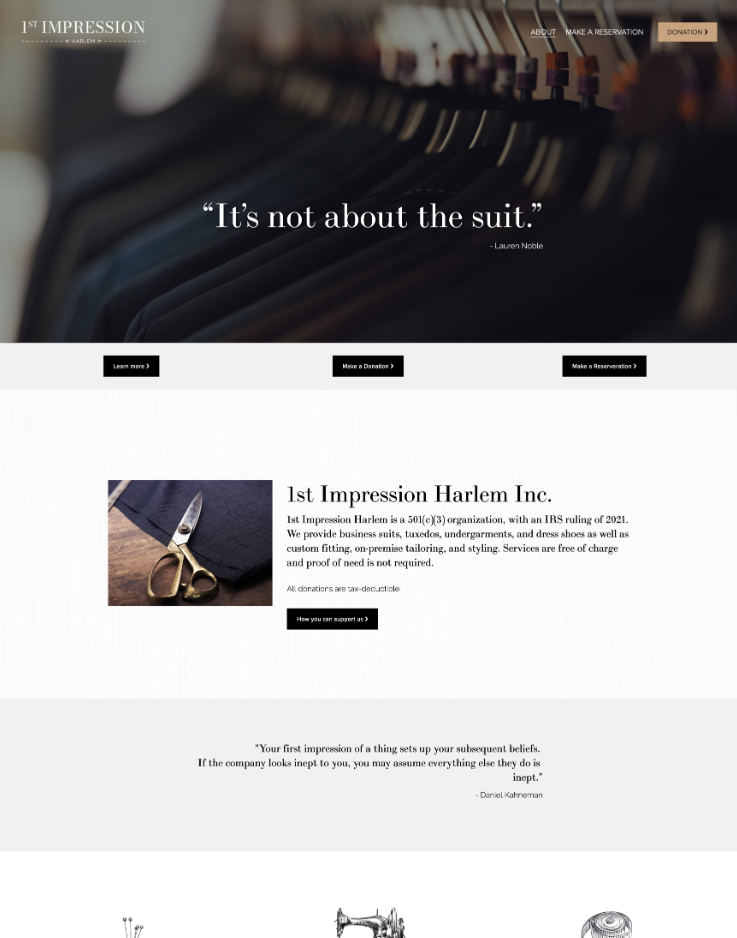 1ST IMPRESSION
HARLEM
ABOUT MAKE A RESERVATION DONATION ❯
“It’s not about the suit.”
- Lauren Noble
Learn more ❯ Make a Donation ❯ Make a Reserveration ❯
1st Impression Harlem Inc.
1st Impression Harlem is a 501(c)(3) organization, with an IRS ruling of 2021.
We provide business suits, tuxedos, undergarments, and dress shoes as well as
custom fitting, on-premise tailoring, and styling. Services are free of charge
and proof of need is not required.
All donations are tax-deductible
How you can support us ❯
"Your first impression of a thing sets up your subsequent beliefs.
If the company looks inept to you, you may assume everything else they do is
inept."
- Daniel Kahneman